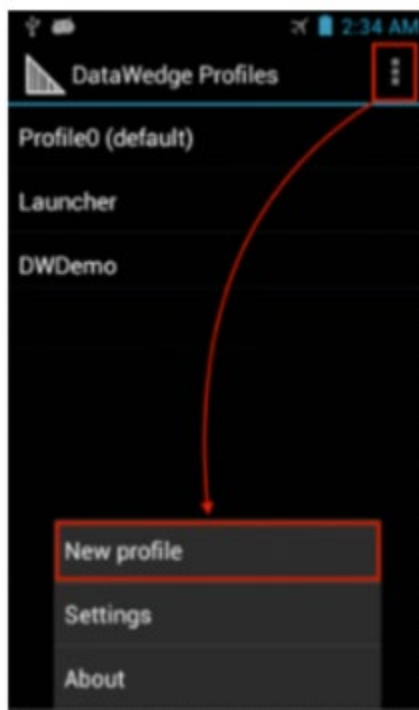 2:34 AM
DataWedge Profiles
Profile0 (default)
Launcher
DWDemo
New profile
Settings
About